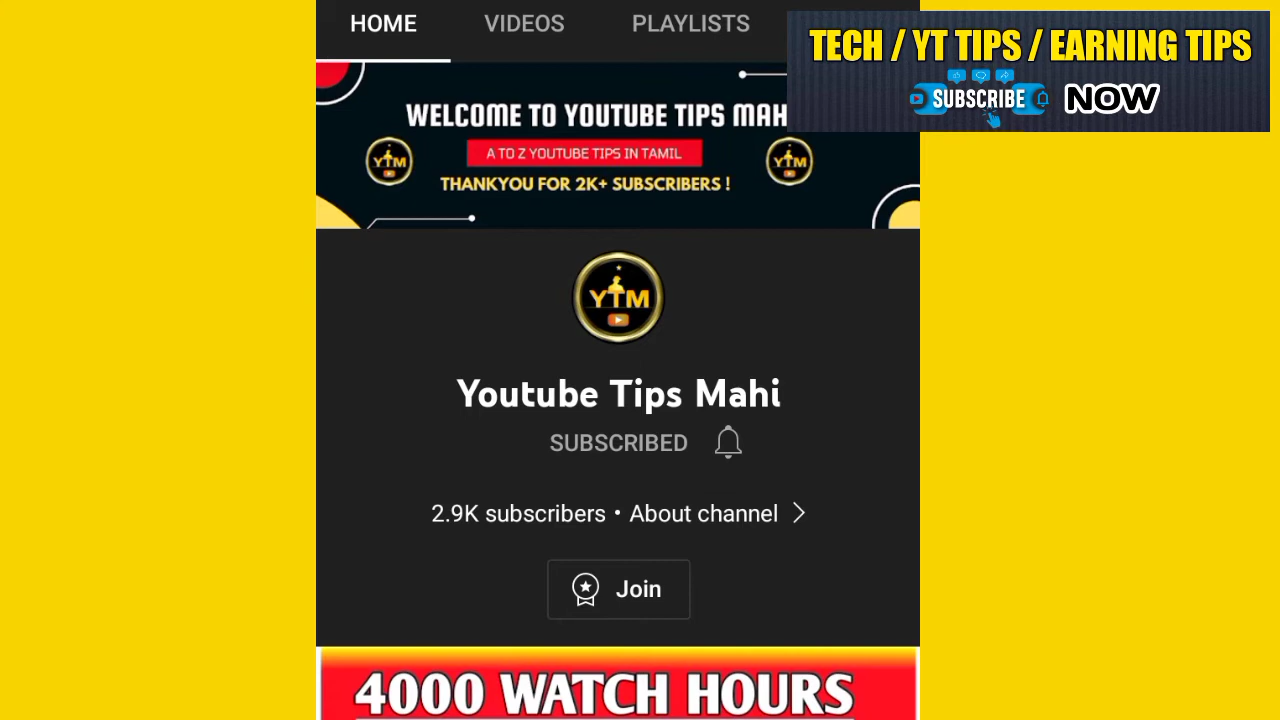 HOME VIDEOS PLAYLISTS
TECH / YT TIPS / EARNING TIPS
SUBSCRIBE NOW
WELCOME TO YOUTUBE TIPS MAH
YTM A TO Z YOUTUBE TIPS IN TAMIL YTM
THANKYOU FOR 2K+ SUBSCRIBERS !
YTM
Youtube Tips Mahi
SUBSCRIBED
2.9K subscribers • About channel
Join
4000 WATCH HOURS